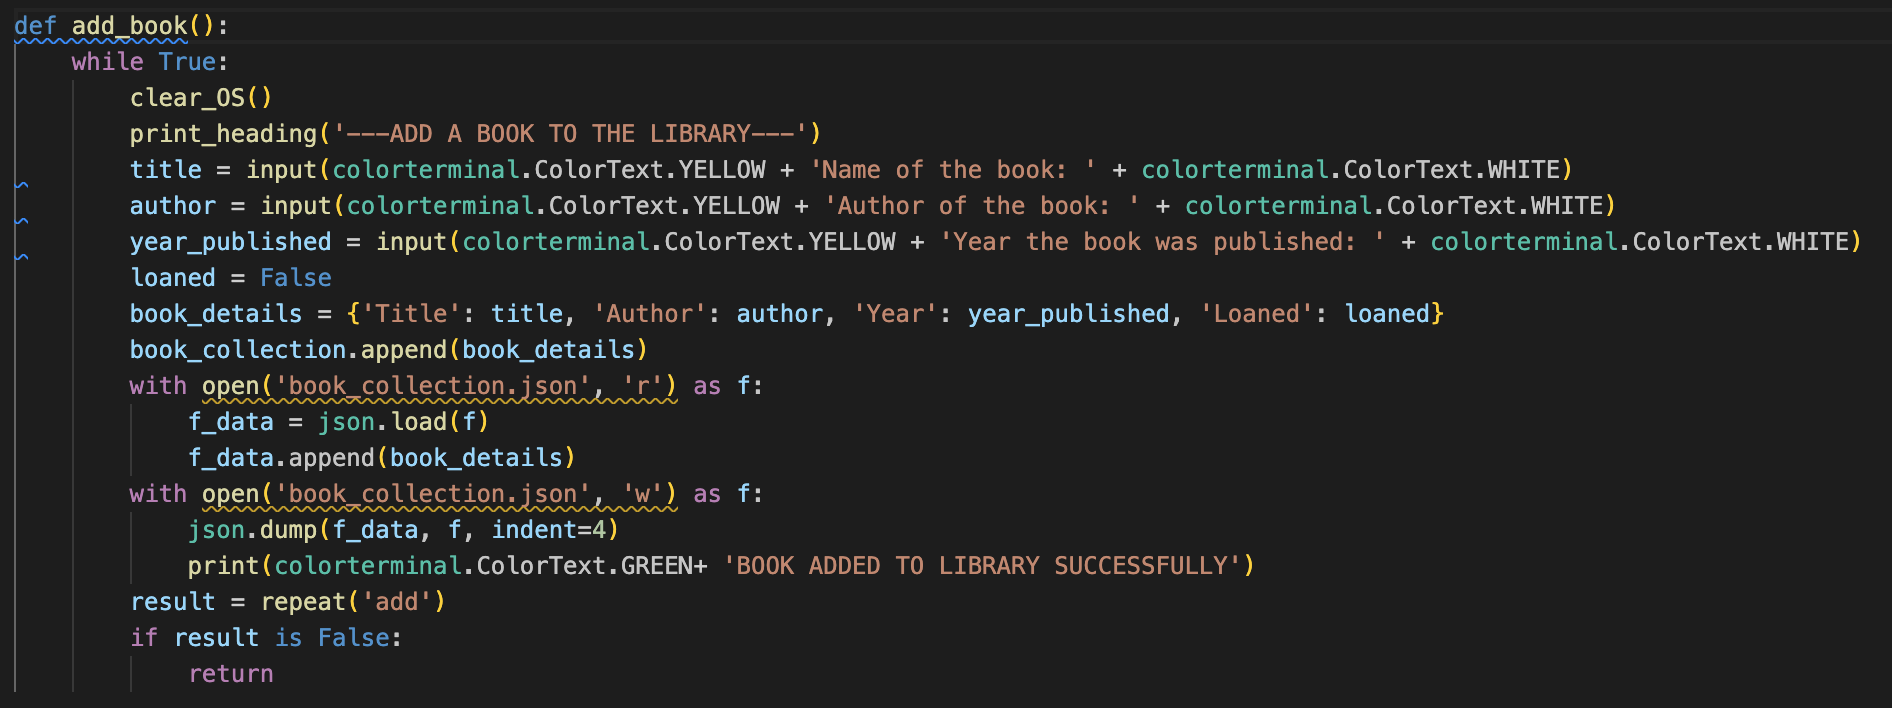 def add_book():
    while True:
        clear_OS()
        print_heading('---ADD A BOOK TO THE LIBRARY---')
        title = input(colorterminal.ColorText.YELLOW + 'Name of the book: ' + colorterminal.ColorText.WHITE)
        author = input(colorterminal.ColorText.YELLOW + 'Author of the book: ' + colorterminal.ColorText.WHITE)
        year_published = input(colorterminal.ColorText.YELLOW + 'Year the book was published: ' + colorterminal.ColorText.WHITE)
        loaned = False
        book_details = {'Title': title, 'Author': author, 'Year': year_published, 'Loaned': loaned}
        book_collection.append(book_details)
        with open('book_collection.json', 'r') as f:
            f_data = json.load(f)
            f_data.append(book_details)
        with open('book_collection.json', 'w') as f:
            json.dump(f_data, f, indent=4)
            print(colorterminal.ColorText.GREEN+ 'BOOK ADDED TO LIBRARY SUCCESSFULLY')
        result = repeat('add')
        if result is False:
            return